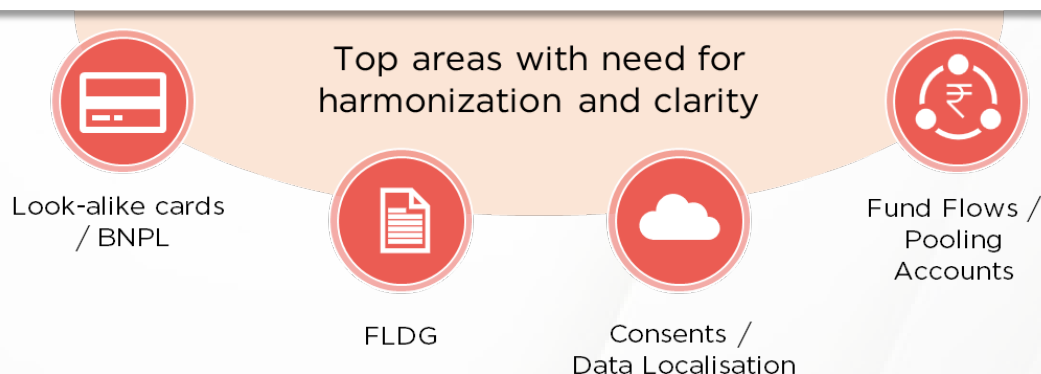 Top areas with need for
harmonization and clarity
Look-alike cards
/ BNPL
FLDG
Consents /
Data Localisation
Fund Flows /
Pooling
Accounts
₹